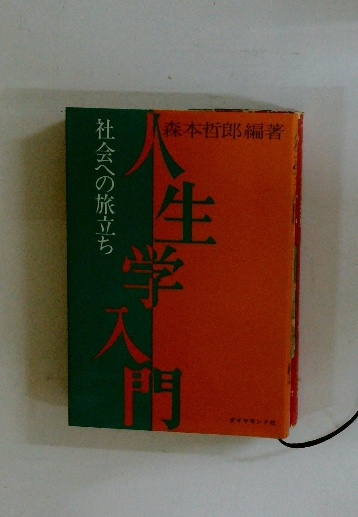 森本哲郎編著
人生学入門
社会への旅立ち
ダイヤモンド社